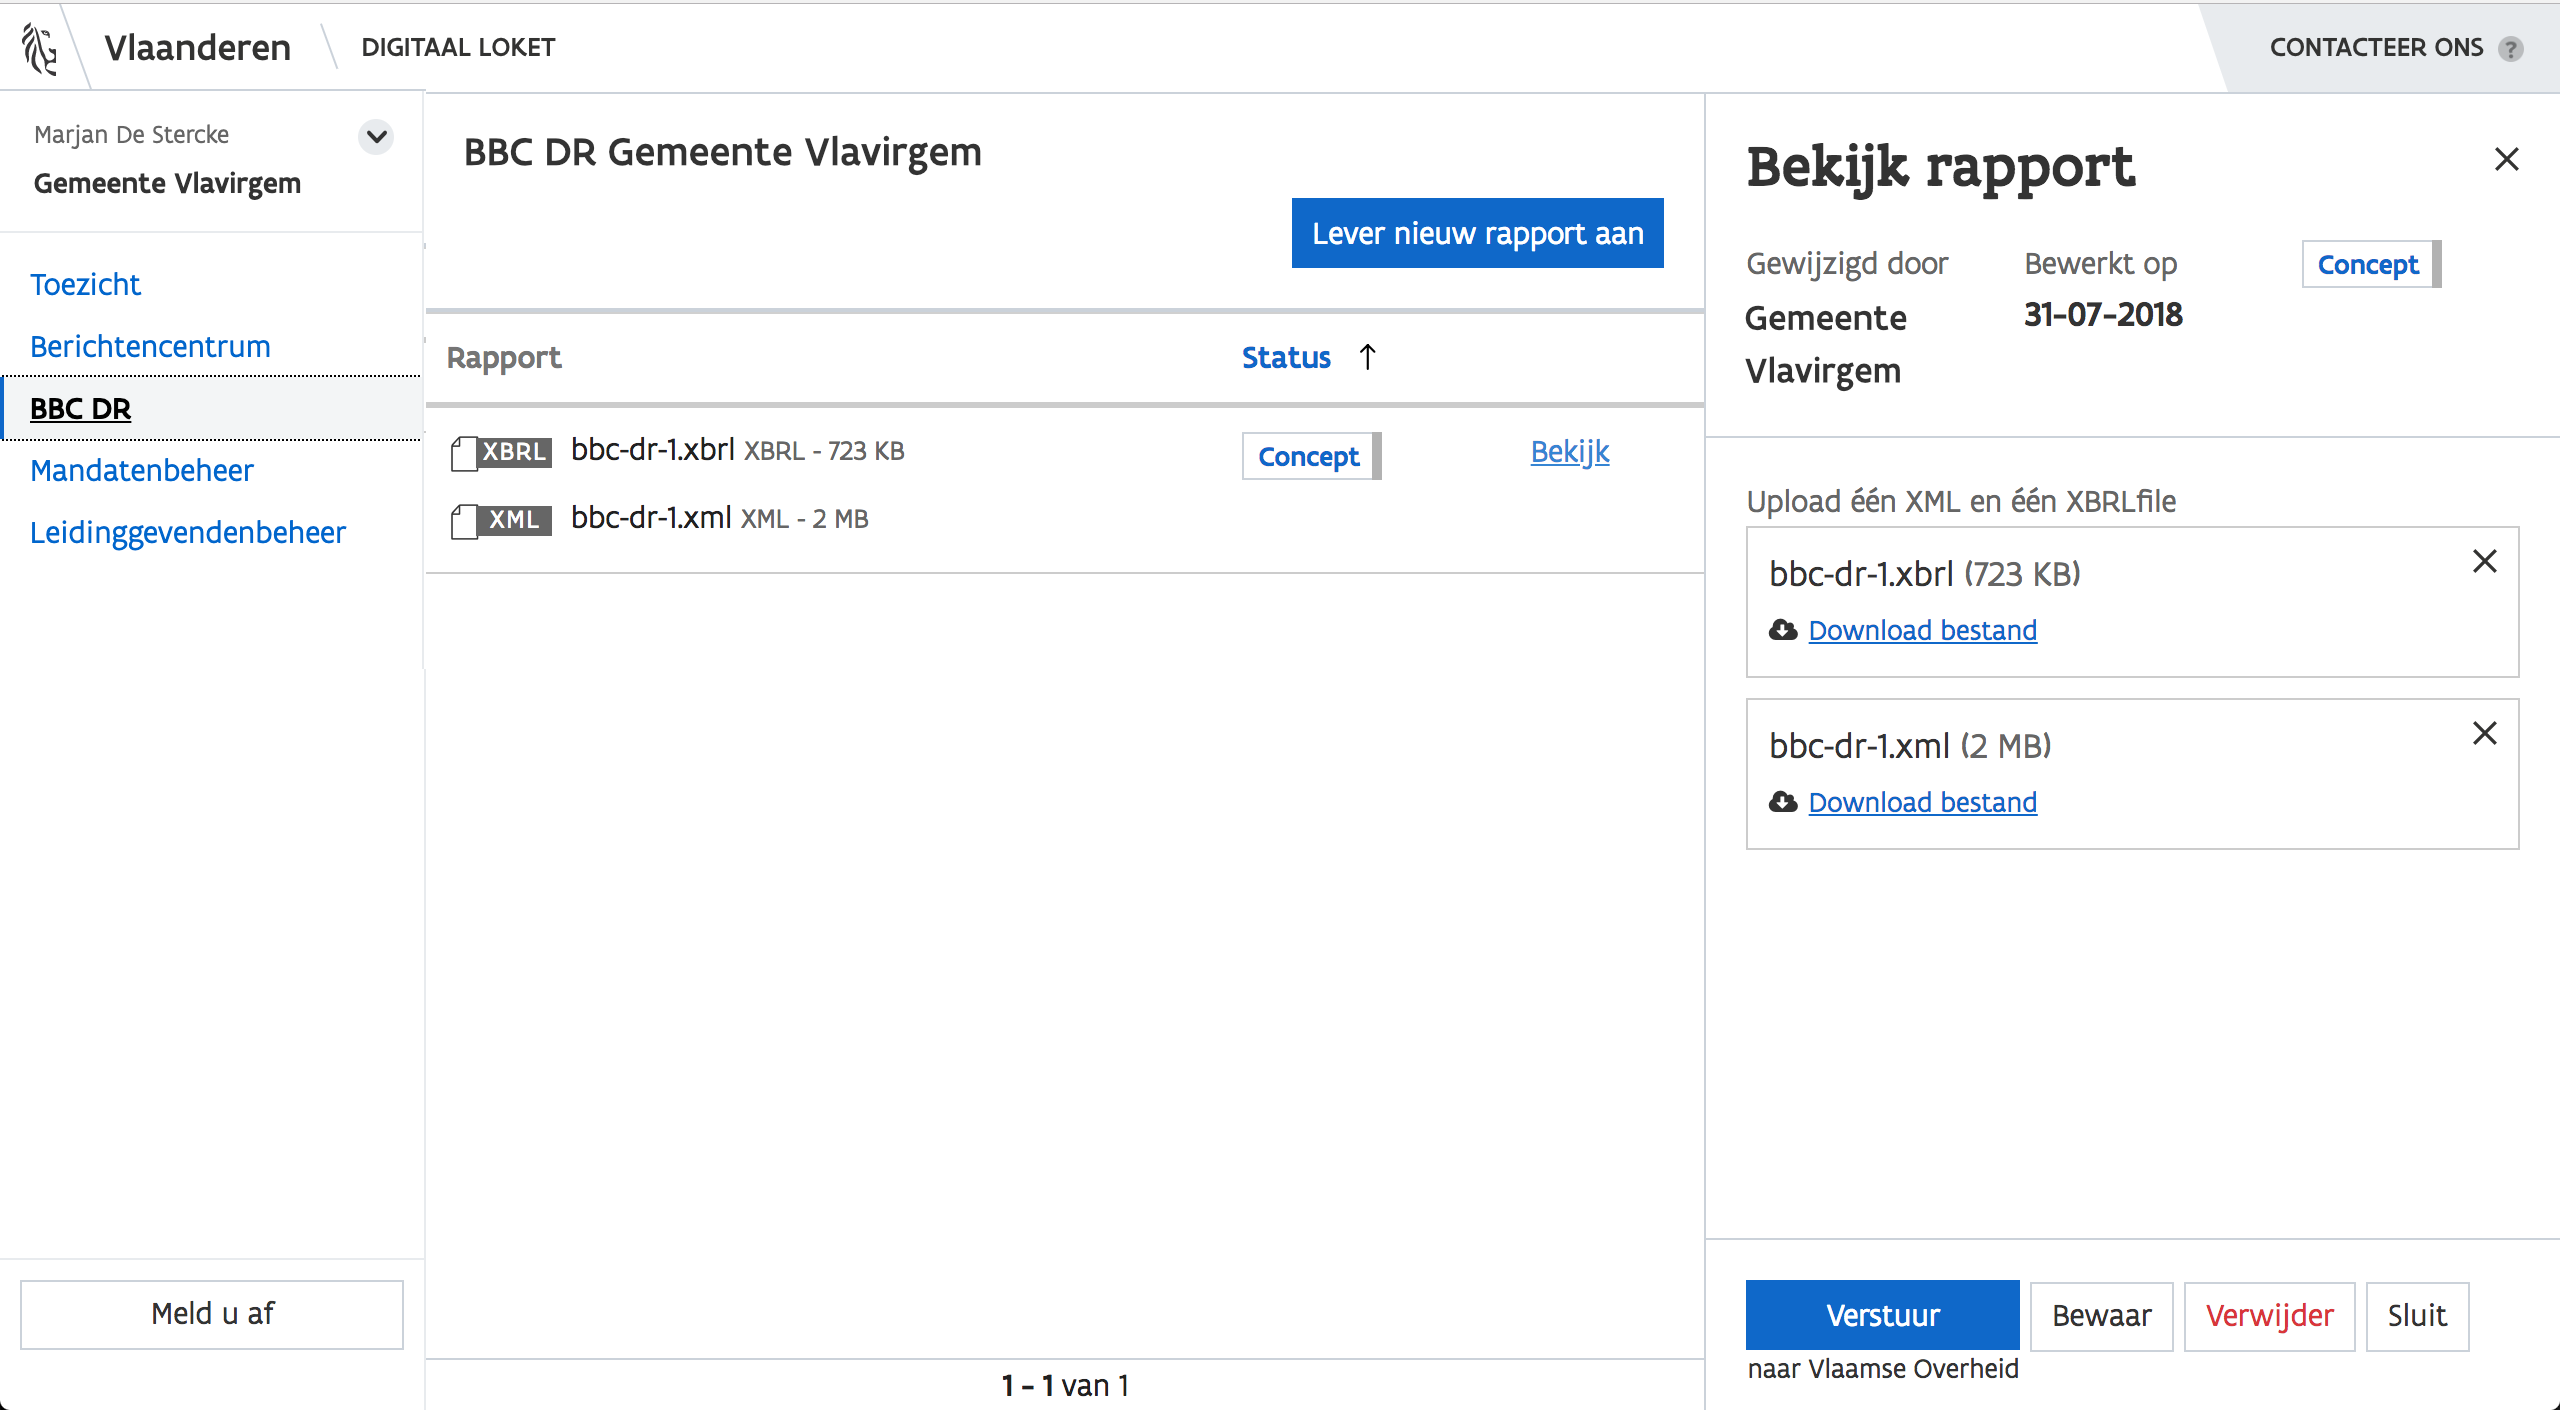 Vlaanderen
DIGITAAL LOKET
CONTACTEER ONS ?
Marjan De Stercke
Gemeente Vlavirgem
Toezicht
Berichtencentrum
BBC DR
Mandatenbeheer
Leidinggevendenbeheer
Meld u af
BBC DR Gemeente Vlavirgem
Lever nieuw rapport aan
Rapport Status ↑
XBRL bbc-dr-1.xbrl XBRL - 723 KB Concept Bekijk
XML bbc-dr-1.xml XML - 2 MB
1 - 1 van 1
Bekijk rapport
Gewijzigd door Bewerkt op Concept
Gemeente 31-07-2018
Vlavirgem
Upload één XML en één XBRLfile
bbc-dr-1.xbrl (723 KB)
Download bestand
bbc-dr-1.xml (2 MB)
Download bestand
Verstuur Bewaar Verwijder Sluit
naar Vlaamse Overheid